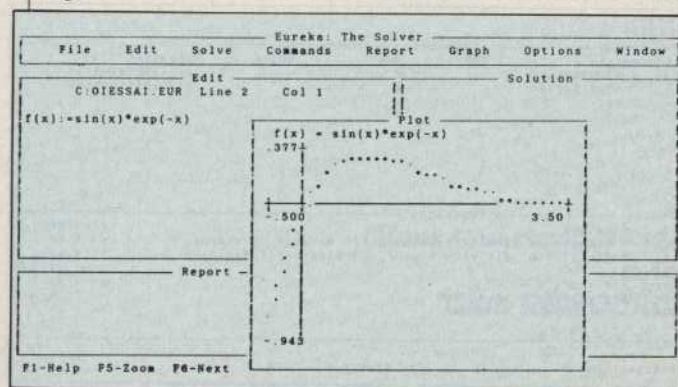 Eureka: The Solver
File Edit Solve Commands Report Graph Options Window
Edit
Solution
C:OIESSAI.EUR Line 2 Col 1
f(x):=sin(x)*exp(-x)
Plot
f(x) = sin(x)*exp(-x)
.377
-.500 3.50
-.943
Report
F1-Help F5-Zoom F6-Next